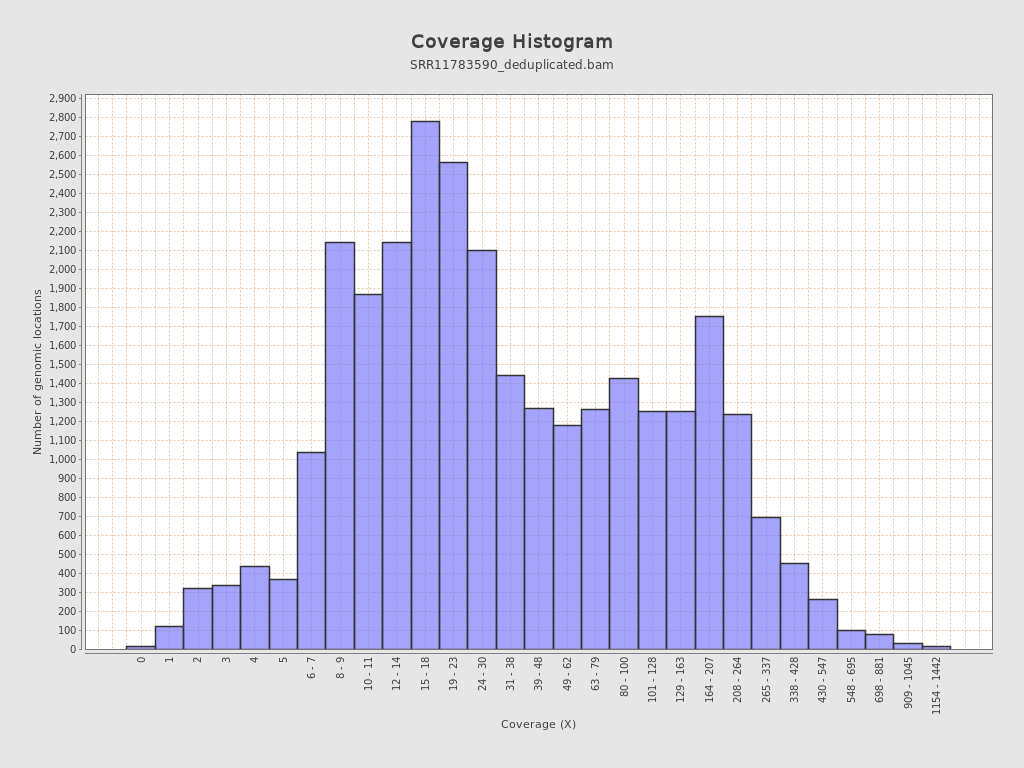 Coverage Histogram
SRR11783590_deduplicated.bam
2,900
2,800
2,700
2,600
2,500
2,400
2,300
2,200
2,100
2,000
1,900
1,800
1,700
1,600
1,500
1,400
1,300
1,200
1,100
1,000
900
800
700
600
500
400
300
200
100
0
Number of genomic locations
0
1
2
3
4
5
6 - 7
8 - 9
10 - 11
12 - 14
15 - 18
19 - 23
24 - 30
31 - 38
39 - 48
49 - 62
63 - 79
80 - 100
101 - 128
129 - 163
164 - 207
208 - 264
265 - 337
338 - 428
430 - 547
548 - 695
698 - 881
909 - 1045
1154 - 1442
Coverage (X)